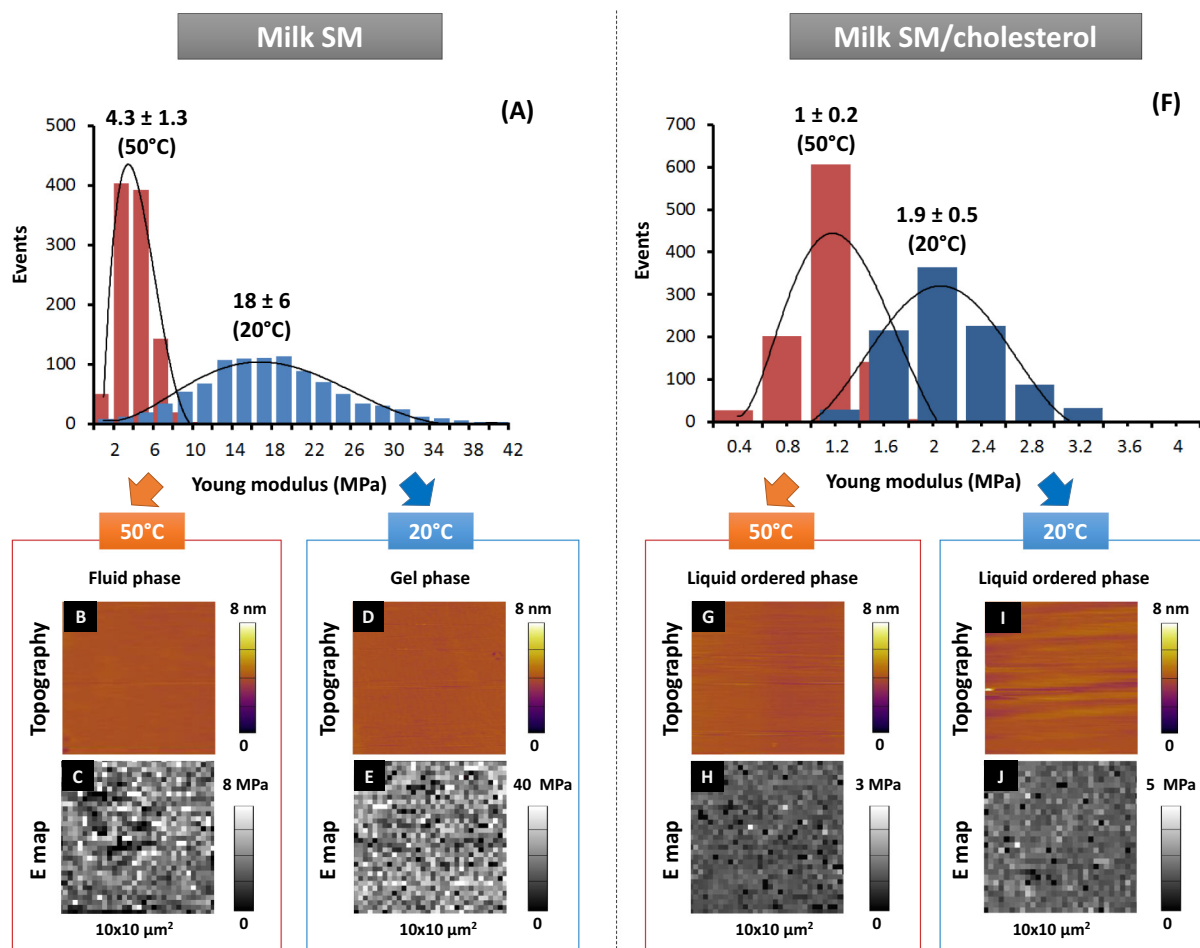 Milk SM
Milk SM/cholesterol
(A)
4.3 ± 1.3
(50°C)
18 ± 6
(20°C)
500
400
300
200
100
0
Events
2 6 10 14 18 22 26 30 34 38 42
Young modulus (MPa)
(F)
1 ± 0.2
(50°C)
1.9 ± 0.5
(20°C)
700
600
500
400
300
200
100
0
Events
0.4 0.8 1.2 1.6 2 2.4 2.8 3.2 3.6 4
Young modulus (MPa)
50°C
Fluid phase
Topography
B
8 nm
0
E map
C
8 MPa
0
10x10 µm²
20°C
Gel phase
D
8 nm
0
E
40 MPa
0
10x10 µm²
50°C
Liquid ordered phase
Topography
G
8 nm
0
E map
H
3 MPa
0
10x10 µm²
20°C
Liquid ordered phase
Topography
I
8 nm
0
E map
J
5 MPa
0
10x10 µm²